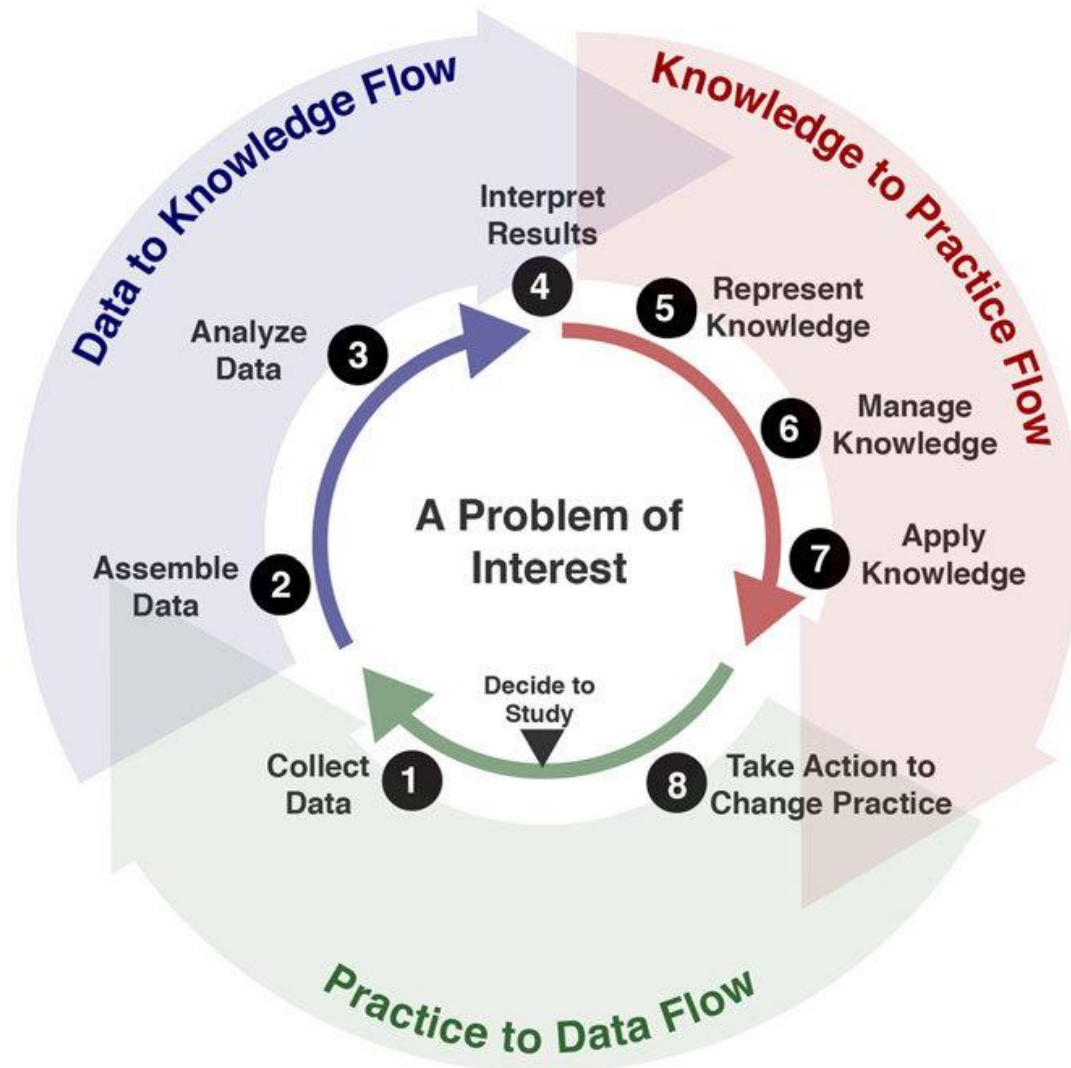 Data to Knowledge Flow
Knowledge to Practice Flow
Interpret
Results
4
5
Represent
Knowledge
Analyze
Data
3
6
Manage
Knowledge
A Problem of
Interest
Assemble
Data
2
7
Apply
Knowledge
Decide to
Study
Collect
Data
1
8
Take Action to
Change Practice
Practice to Data Flow